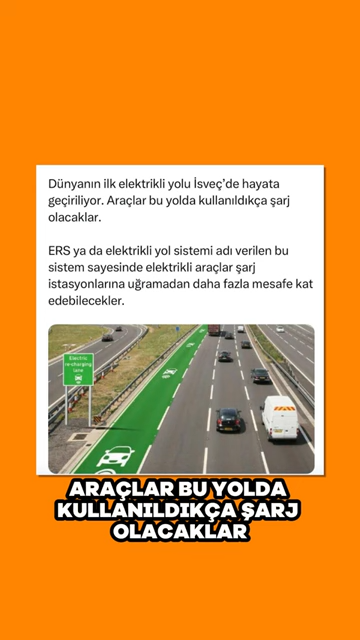 Dünyanın ilk elektrikli yolu İsveç'de hayata
geçiriliyor. Araçlar bu yolda kullanıldıkça şarj
olacaklar.
ERS ya da elektrikli yol sistemi adı verilen bu
sistem sayesinde elektrikli araçlar şarj
istasyonlarına uğramadan daha fazla mesafe kat
edebilecekler.
Electric
re-charging
lane
ARAÇLAR BU YOLDA
KULLANILDIKÇA ŞARJ
OLACAKLAR